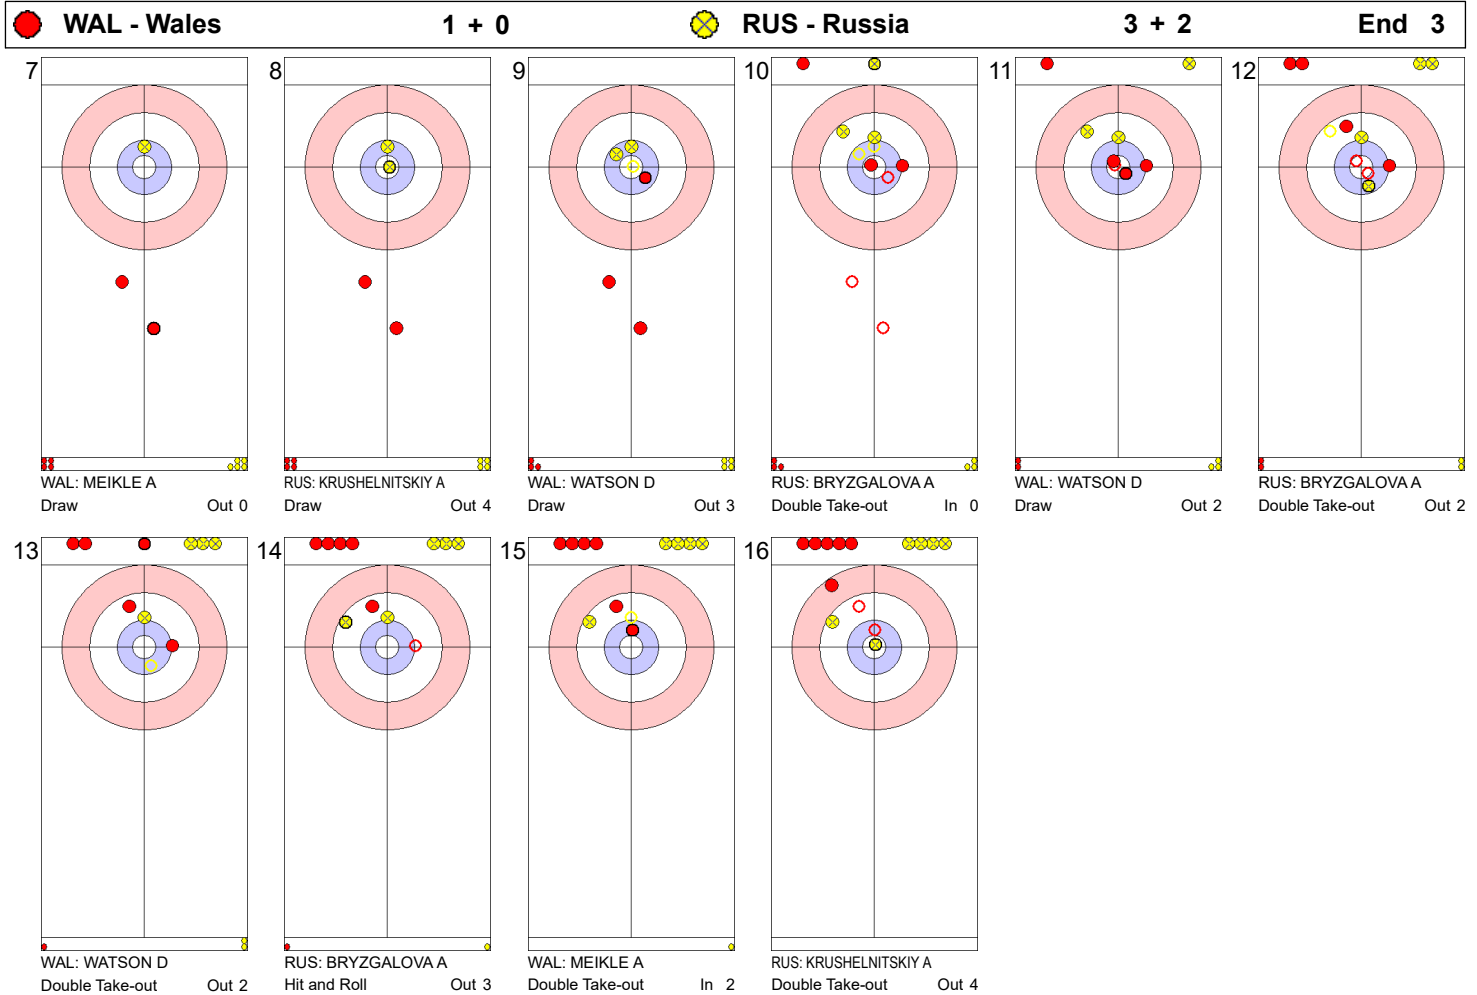 WAL - Wales 1 + 0 RUS - Russia 3 + 2 End 3
7 8 9 10 11 12
WAL: MEIKLE A RUS: KRUSHELNITSKIY A WAL: WATSON D RUS: BRYZGALOVA A WAL: WATSON D RUS: BRYZGALOVA A
Draw Out 0 Draw Out 4 Draw Out 3 Double Take-out In 0 Draw Out 2 Double Take-out Out 2
13 14 15 16
WAL: WATSON D RUS: BRYZGALOVA A WAL: MEIKLE A RUS: KRUSHELNITSKIY A
Double Take-out Out 2 Hit and Roll Out 3 Double Take-out In 2 Double Take-out Out 4